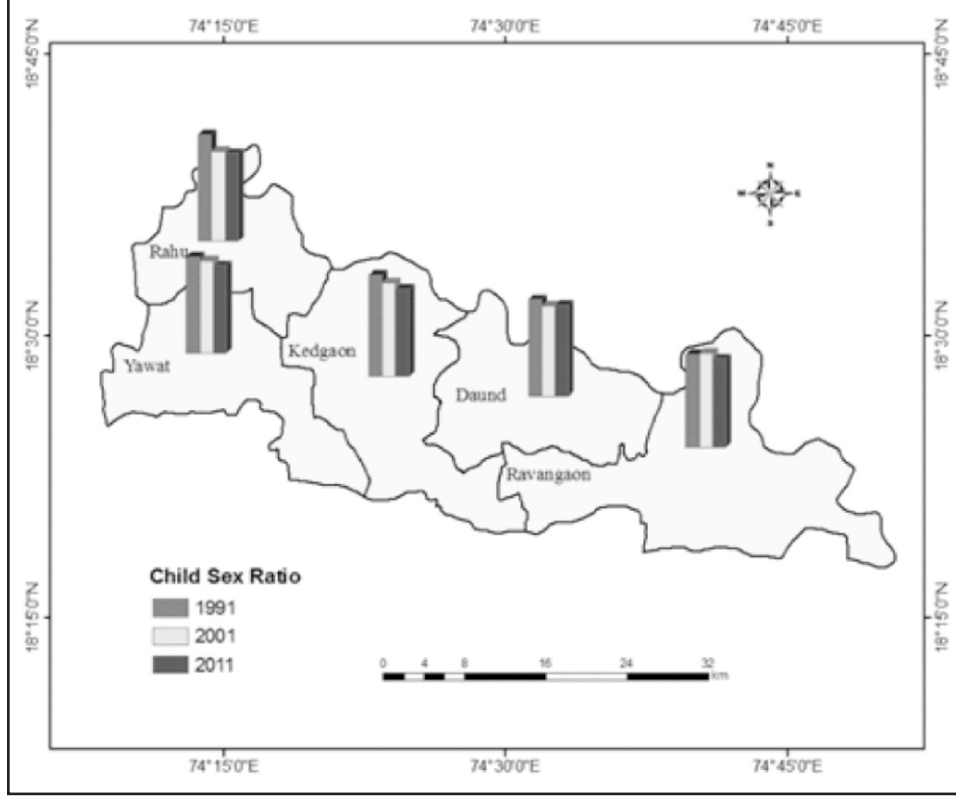 74°15'0"E 74°30'0"E 74°45'0"E
18°45'0"N 18°45'0"N
N
W E
S
Rahu
18°30'0"N 18°30'0"N
Kedgaon
Yawat
Daund
Ravangaon
Child Sex Ratio
1991
18°15'0"N 18°15'0"N
2001
2011
0 4 8 16 24 32
km
74°15'0"E 74°30'0"E 74°45'0"E